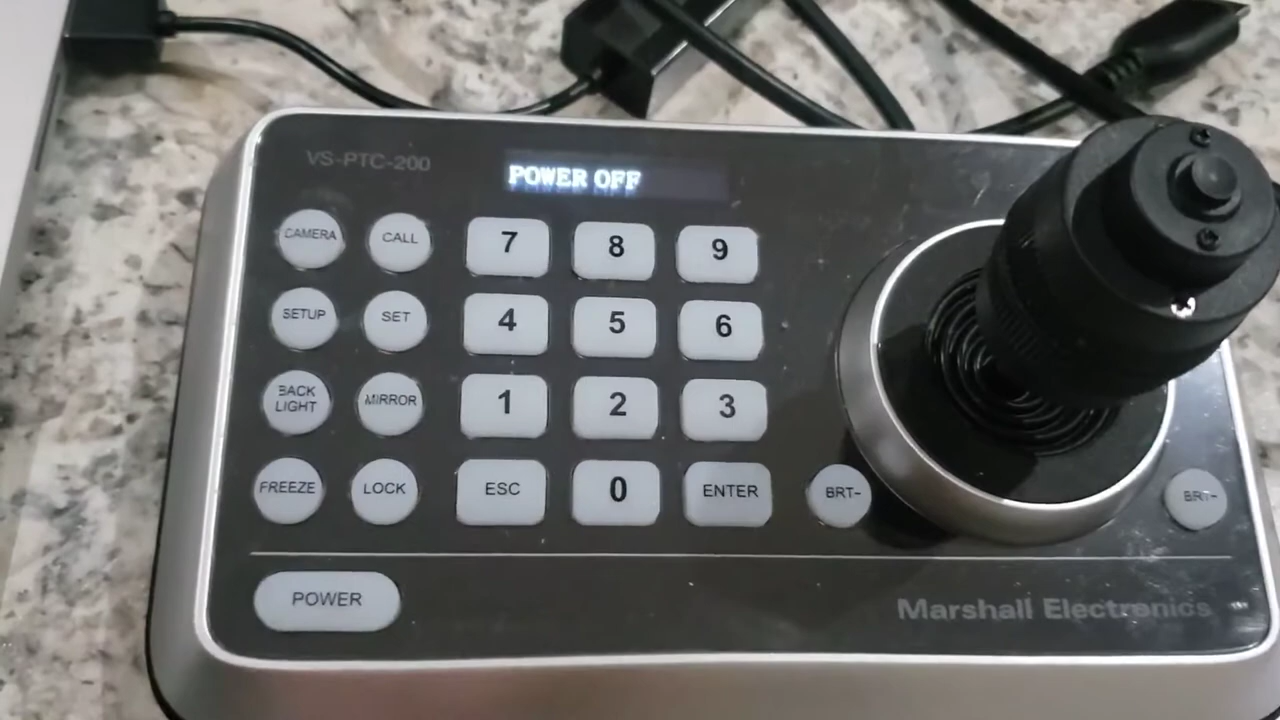 VS-PTC-200
POWER OFF
CAMERA CALL 7 8 9
SETUP SET 4 5 6
BACK LIGHT MIRROR 1 2 3
FREEZE LOCK ESC 0 ENTER BRT- BRT-
POWER
Marshall Electronics